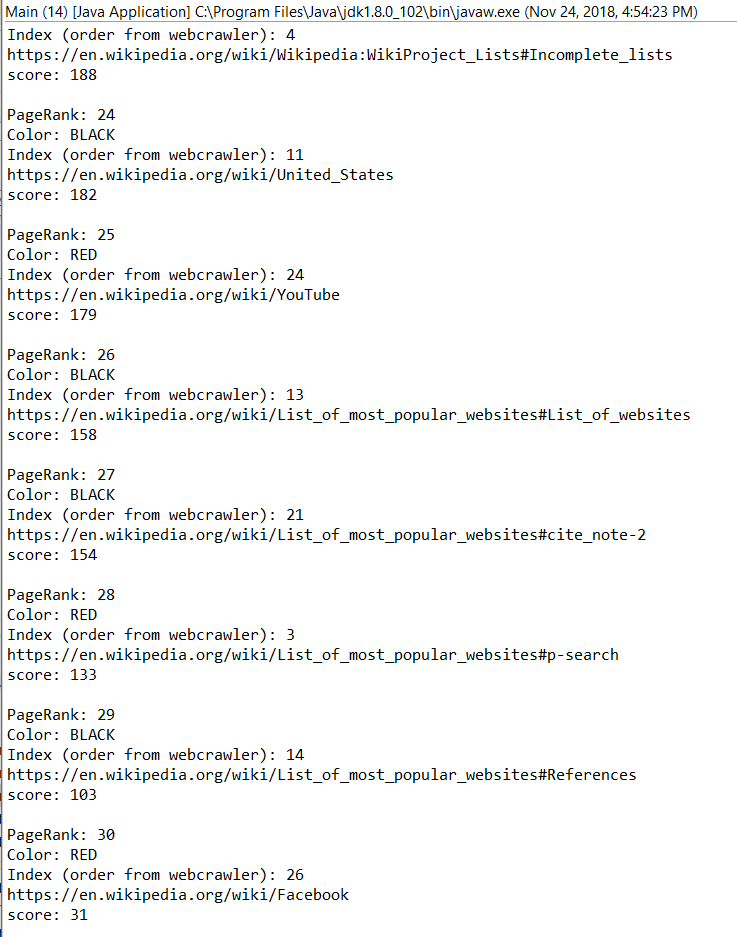 Main (14) [Java Application] C:\Program Files\Java\jdk1.8.0_102\bin\javaw.exe (Nov 24, 2018, 4:54:23 PM)
Index (order from webcrawler): 4
https://en.wikipedia.org/wiki/Wikipedia:WikiProject_Lists#Incomplete_lists
score: 188

PageRank: 24
Color: BLACK
Index (order from webcrawler): 11
https://en.wikipedia.org/wiki/United_States
score: 182

PageRank: 25
Color: RED
Index (order from webcrawler): 24
https://en.wikipedia.org/wiki/YouTube
score: 179

PageRank: 26
Color: BLACK
Index (order from webcrawler): 13
https://en.wikipedia.org/wiki/List_of_most_popular_websites#List_of_websites
score: 158

PageRank: 27
Color: BLACK
Index (order from webcrawler): 21
https://en.wikipedia.org/wiki/List_of_most_popular_websites#cite_note-2
score: 154

PageRank: 28
Color: RED
Index (order from webcrawler): 3
https://en.wikipedia.org/wiki/List_of_most_popular_websites#p-search
score: 133

PageRank: 29
Color: BLACK
Index (order from webcrawler): 14
https://en.wikipedia.org/wiki/List_of_most_popular_websites#References
score: 103

PageRank: 30
Color: RED
Index (order from webcrawler): 26
https://en.wikipedia.org/wiki/Facebook
score: 31